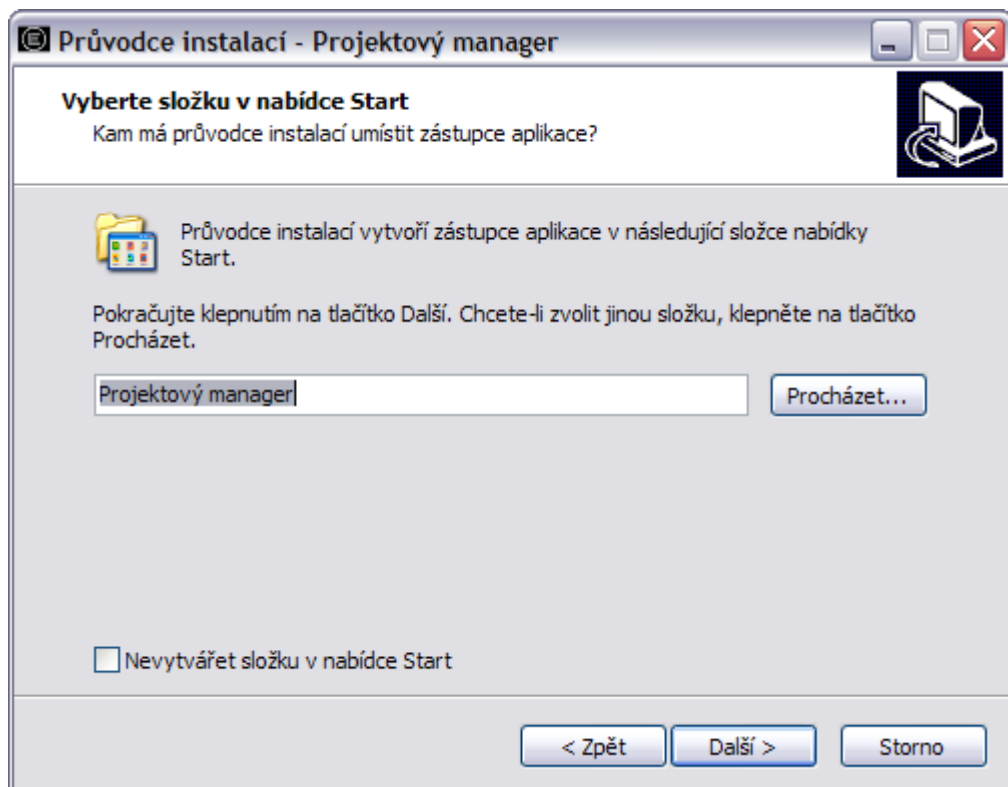 Průvodce instalací - Projektový manager
Vyberte složku v nabídce Start
Kam má průvodce instalací umístit zástupce aplikace?
Průvodce instalací vytvoří zástupce aplikace v následující složce nabídky
Start.
Pokračujte klepnutím na tlačítko Další. Chcete-li zvolit jinou složku, klepněte na tlačítko
Procházet.
Projektový manager
Procházet...
Nevytvářet složku v nabídce Start
< Zpět
Další >
Storno